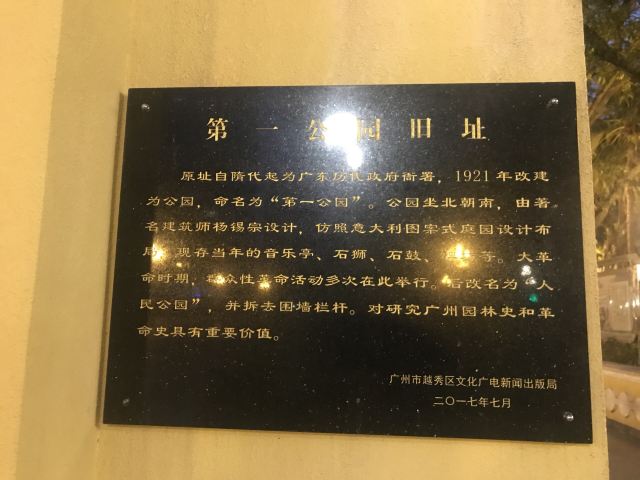 第一公园旧址
原址自隋代起为广东历代政府衙署，1921年改建
为公园，命名为“第一公园”。公园坐北朝南，由著
名建筑师杨锡宗设计，仿照意大利图案式庭园设计布
局，现存当年的音乐亭、石狮、石鼓、等。大革
命时期，群众性革命活动多次在此举行。后改名为“人
民公园”，并拆去围墙栏杆。对研究广州园林史和革
命史具有重要价值。
广州市越秀区文化广电新闻出版局
二〇一七年七月